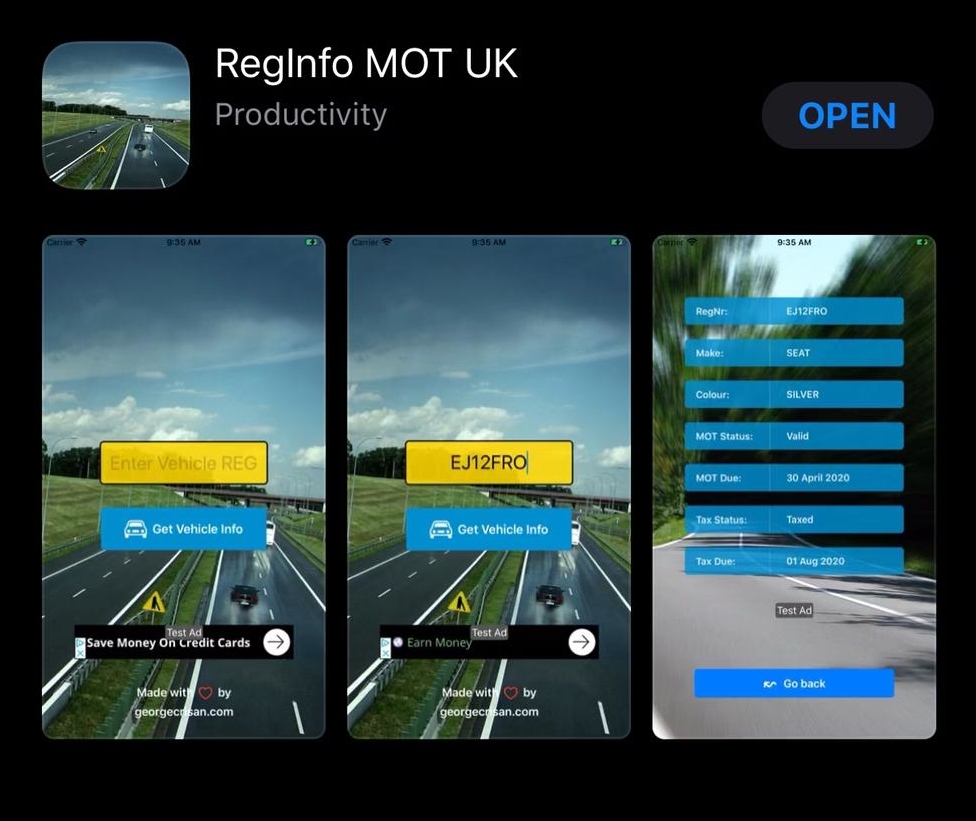 RegInfo MOT UK
Productivity
OPEN
Carrier
9:35 AM
Enter Vehicle REG
Get Vehicle Info
Test Ad
Save Money On Credit Cards
Made with by
georgecrisan.com
Carrier
9:35 AM
EJ12FRO
Get Vehicle Info
Test Ad
Earn Money
Made with by
georgecrisan.com
Carrier
9:35 AM
RegNr: EJ12FRO
Make: SEAT
Colour: SILVER
MOT Status: Valid
MOT Due: 30 April 2020
Tax Status: Taxed
Tax Due: 01 Aug 2020
Test Ad
Go back